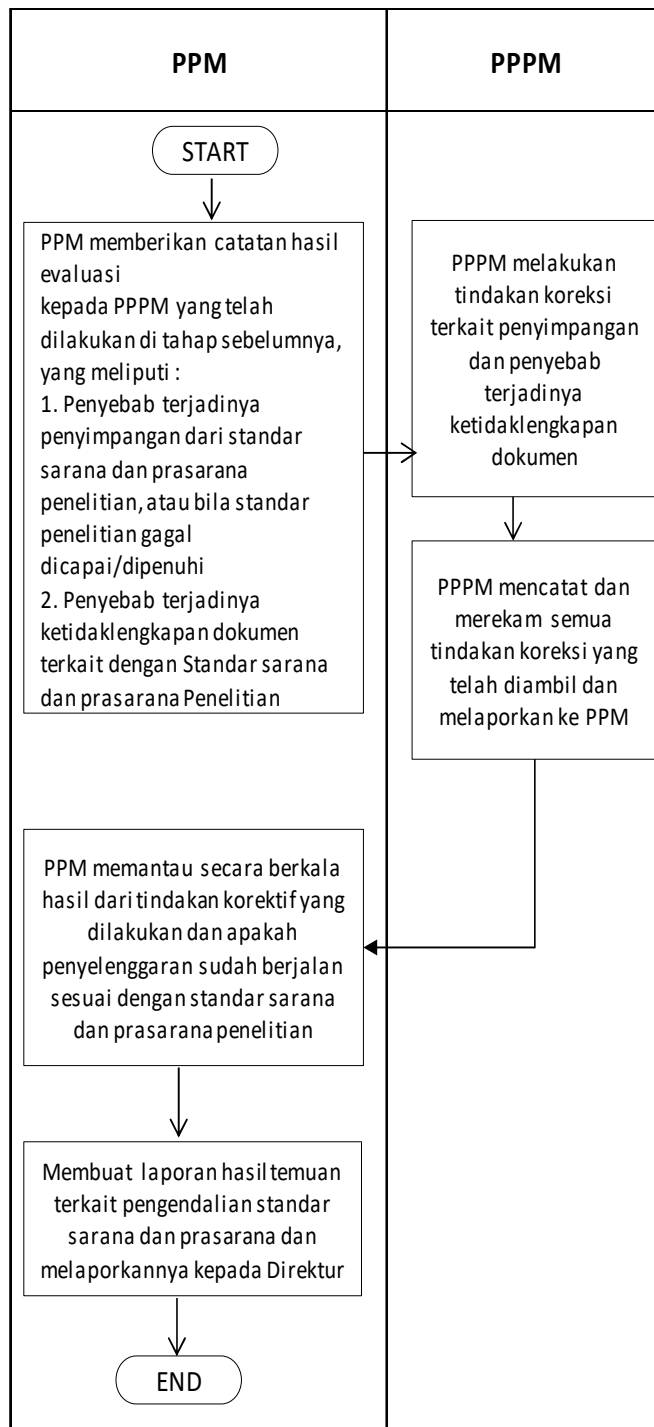 PPM
PPPM
START
PPM memberikan catatan hasil
evaluasi
kepada PPPM yang telah
dilakukan di tahap sebelumnya,
yang meliputi :
1. Penyebab terjadinya
penyimpangan dari standar
sarana dan prasarana
penelitian, atau bila standar
penelitian gagal
dicapai/dipenuhi
2. Penyebab terjadinya
ketidaklengkapan dokumen
terkait dengan Standar sarana
dan prasarana Penelitian
PPPM melakukan
tindakan koreksi
terkait penyimpangan
dan penyebab
terjadinya
ketidaklengkapan
dokumen
PPPM mencatat dan
merekam semua
tindakan koreksi yang
telah diambil dan
melaporkan ke PPM
PPM memantau secara berkala
hasil dari tindakan korektif yang
dilakukan dan apakah
penyelenggaran sudah berjalan
sesuai dengan standar sarana
dan prasarana penelitian
Membuat laporan hasil temuan
terkait pengendalian standar
sarana dan prasarana dan
melaporkannya kepada Direktur
END